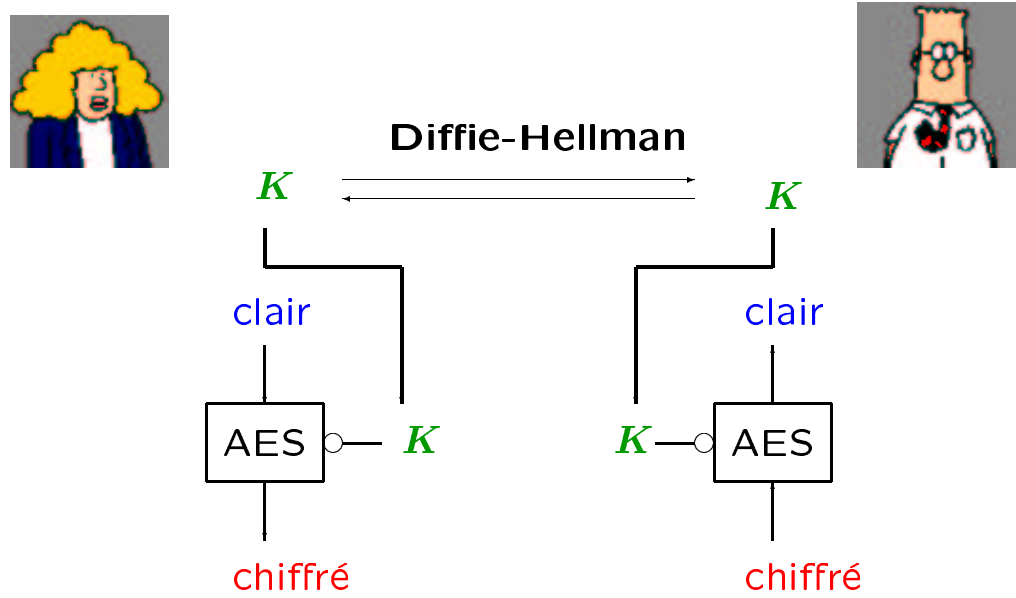 Diffie-Hellman
K
K
clair
clair
AES
K
K
AES
chiffré
chiffré